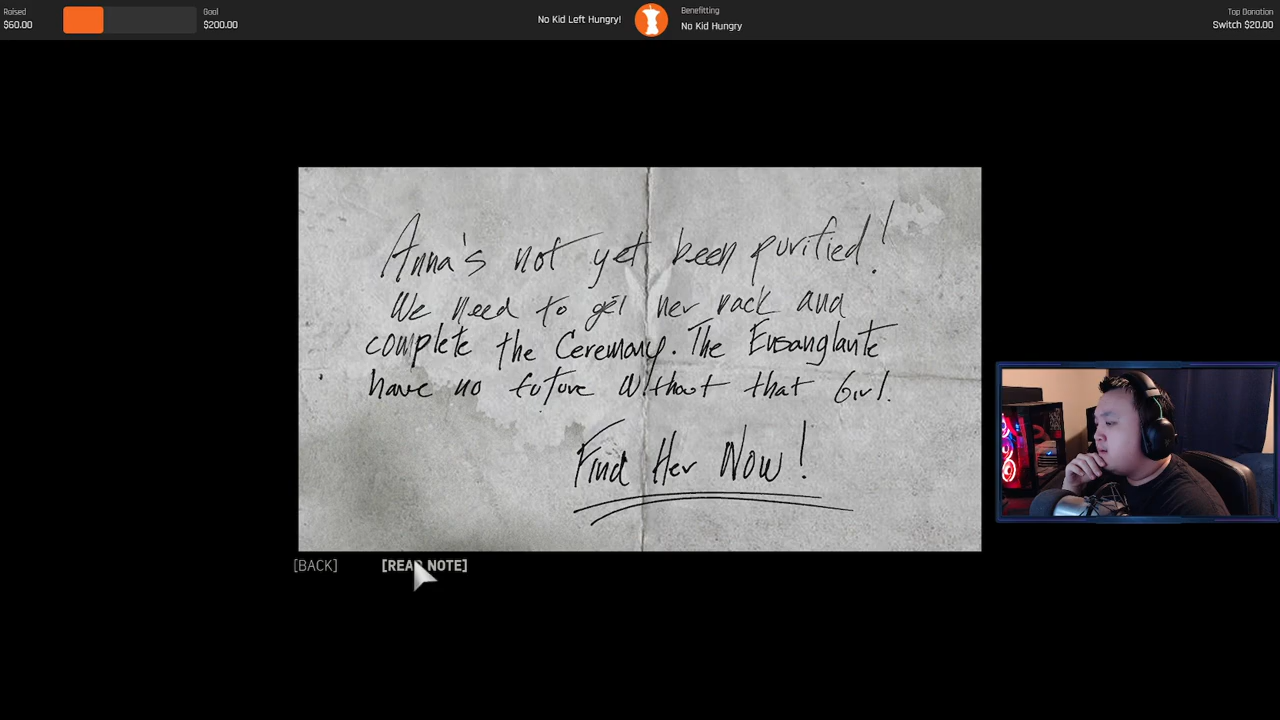 Raised
$60.00
Goal
$200.00
No Kid Left Hungry!
Benefitting
No Kid Hungry
Top Donation
Switch $20.00
Anna's not yet been purified!
We need to get her back and
complete the Ceremony. The Ensanglante
have no future without that Girl.
Find Her Now!
[BACK] [READ NOTE]